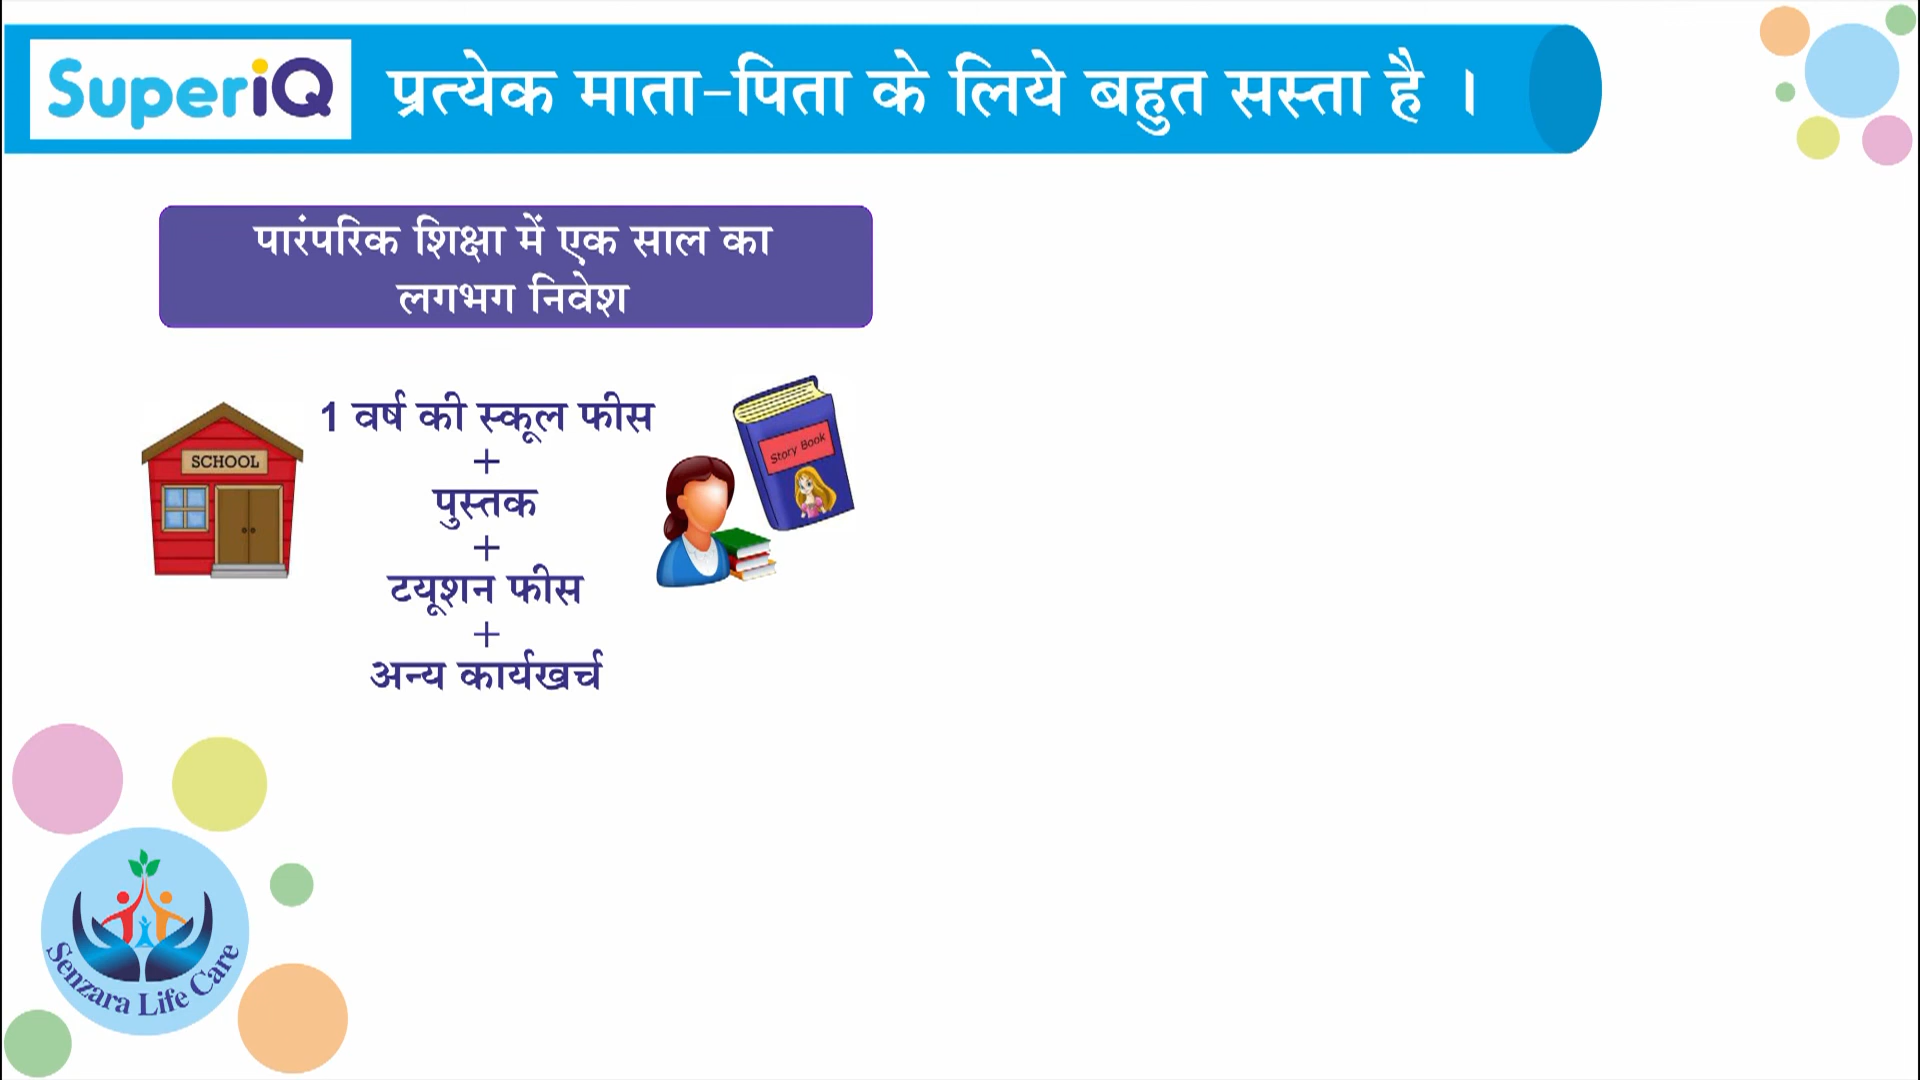 SuperiQ प्रत्येक माता-पिता के लिये बहुत सस्ता है ।
पारंपरिक शिक्षा में एक साल का
लगभग निवेश
1 वर्ष की स्कूल फीस
+
पुस्तक
+
टयूशन फीस
+
अन्य कार्यखर्च
SCHOOL
Story Book
Senzara Life Care